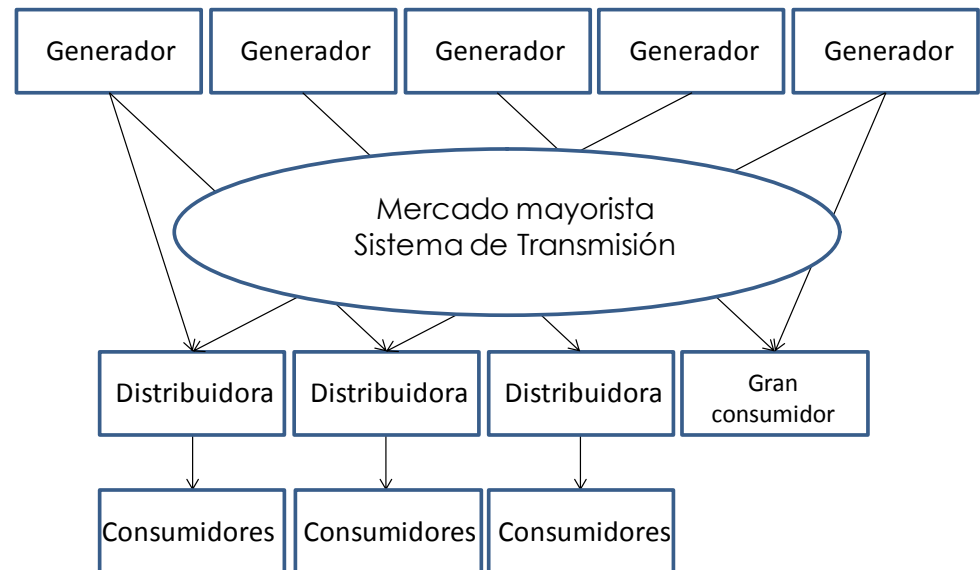 Generador
Generador
Generador
Generador
Generador
Mercado mayorista
Sistema de Transmisión
Distribuidora
Distribuidora
Distribuidora
Gran
consumidor
Consumidores
Consumidores
Consumidores